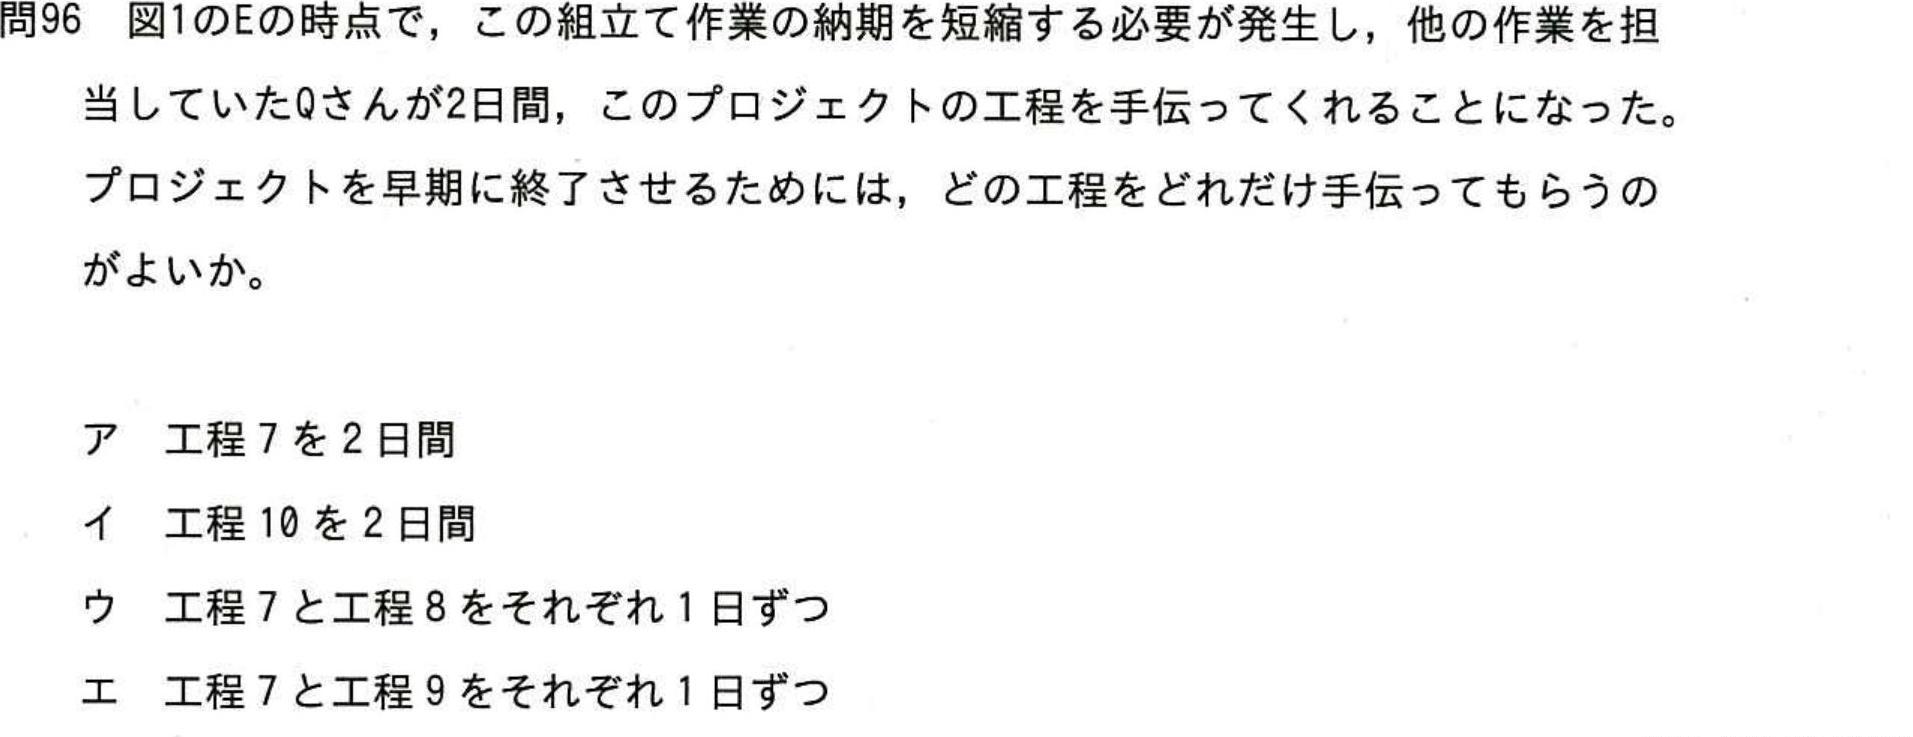 問96　図1のEの時点で，この組立て作業の納期を短縮する必要が発生し，他の作業を担
当していたQさんが2日間，このプロジェクトの工程を手伝ってくれることになった。
プロジェクトを早期に終了させるためには，どの工程をどれだけ手伝ってもらうの
がよいか。
ア　工程 7 を 2 日間
イ　工程 10 を 2 日間
ウ　工程 7 と工程 8 をそれぞれ 1 日ずつ
エ　工程 7 と工程 9 をそれぞれ 1 日ずつ